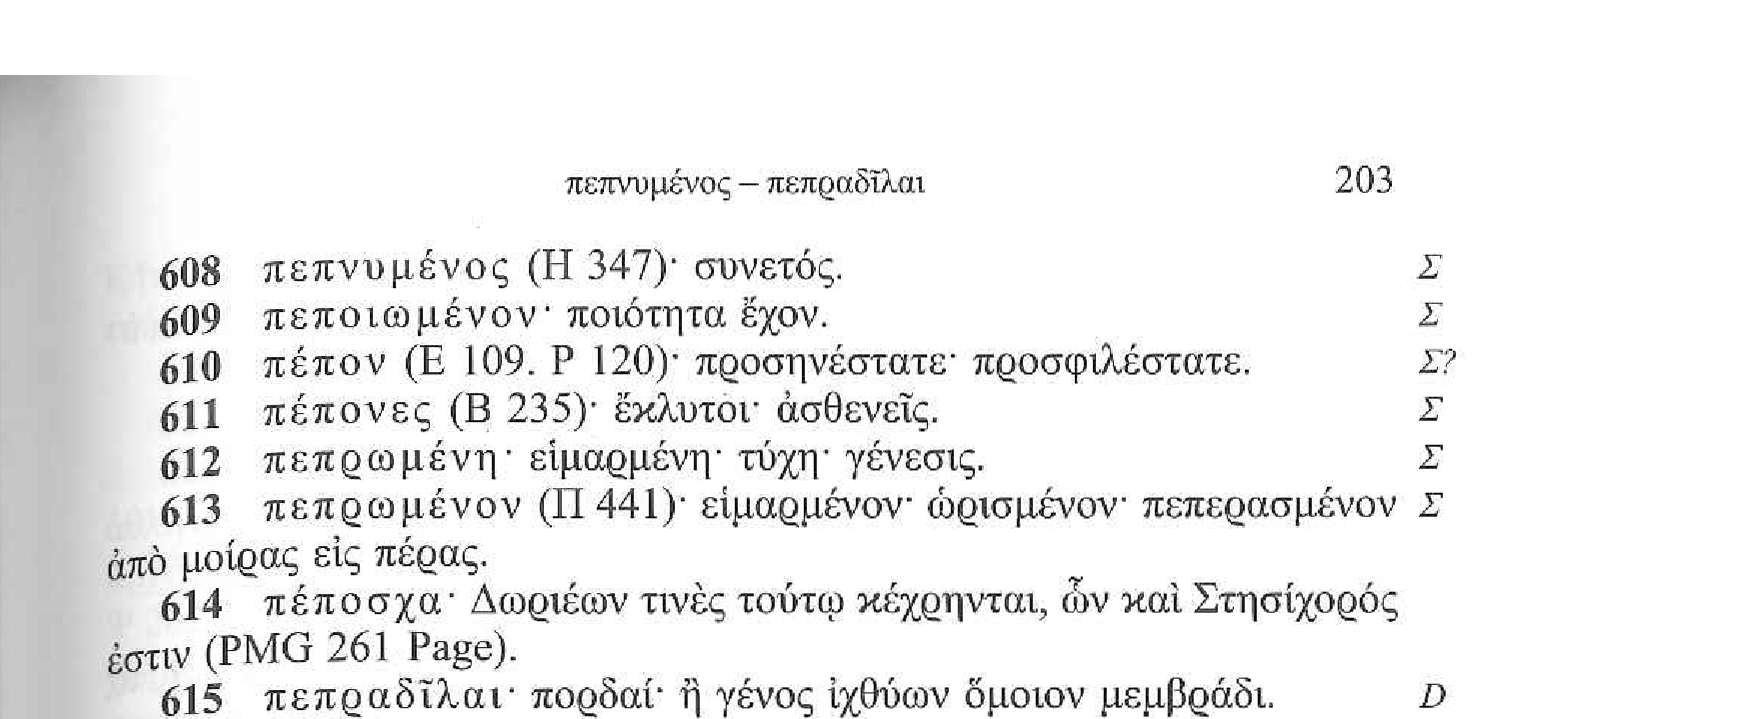 πεπνυμένος – πεπραδῖλαι 203
608 πεπνυμένος (Η 347)· συνετός. Σ
609 πεποιωμένον· ποιότητα ἔχον. Σ
610 πέπον (Ε 109. Ρ 120)· προσηνέστατε· προσφιλέστατε. Σ?
611 πέπονες (Β 235)· ἔκλυτοι· ἀσθενεῖς. Σ
612 πεπρωμένη· εἱμαρμένη· τύχη· γένεσις. Σ
613 πεπρωμένον (Π 441)· εἱμαρμένον· ὡρισμένον· πεπερασμένον Σ
ἀπὸ μοίρας εἰς πέρας.
614 πέποσχα· Δωριέων τινὲς τούτῳ κέχρηνται, ὧν καὶ Στησίχορός
ἐστιν (PMG 261 Page).
615 πεπραδῖλαι· πορδαί· ἢ γένος ἰχθύων ὅμοιον μεμβράδι. D